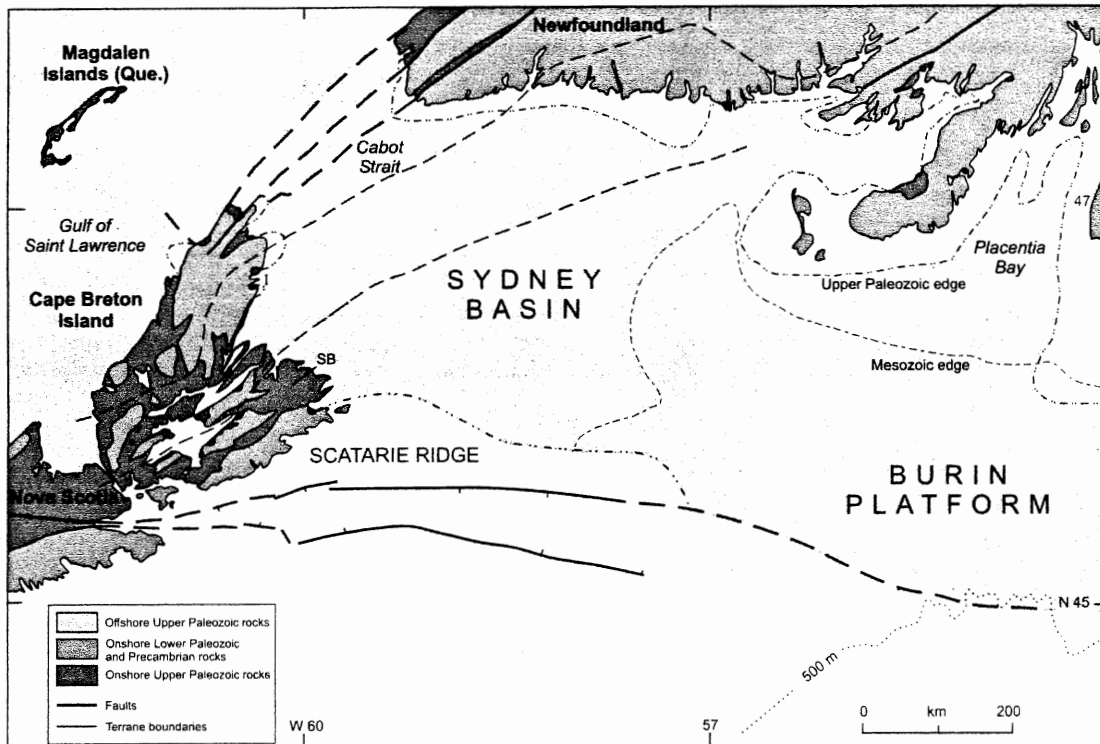 Newfoundland
Magdalen
Islands (Que.)
Cabot
Strait
Gulf of
Saint Lawrence
47
Placentia
Bay
SYDNEY
BASIN
Upper Paleozoic edge
Cape Breton
Island
SB
Mesozoic edge
SCATARIE RIDGE
BURIN
PLATFORM
Nova Scotia
N 45
Offshore Upper Paleozoic rocks
Onshore Lower Paleozoic
and Precambrian rocks
Onshore Upper Paleozoic rocks
Faults
Terrane boundaries
500 m
W 60
57
0 km 200